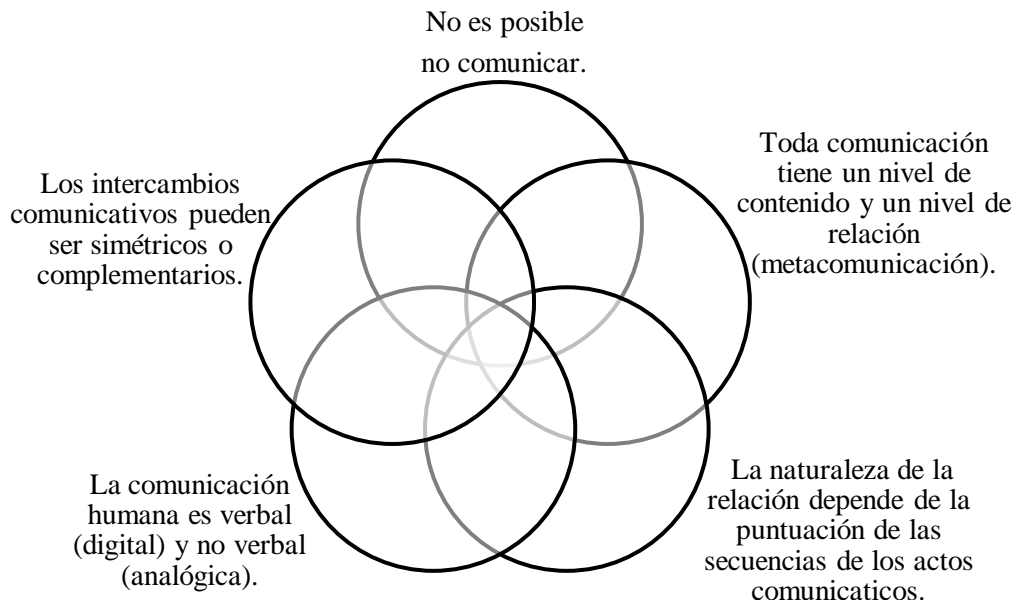 No es posible
no comunicar.
Toda comunicación
tiene un nivel de
contenido y un nivel de
relación
(metacomunicación).
La naturaleza de la
relación depende de la
puntuación de las
secuencias de los actos
comunicaticos.
La comunicación
humana es verbal
(digital) y no verbal
(analógica).
Los intercambios
comunicativos pueden
ser simétricos o
complementarios.